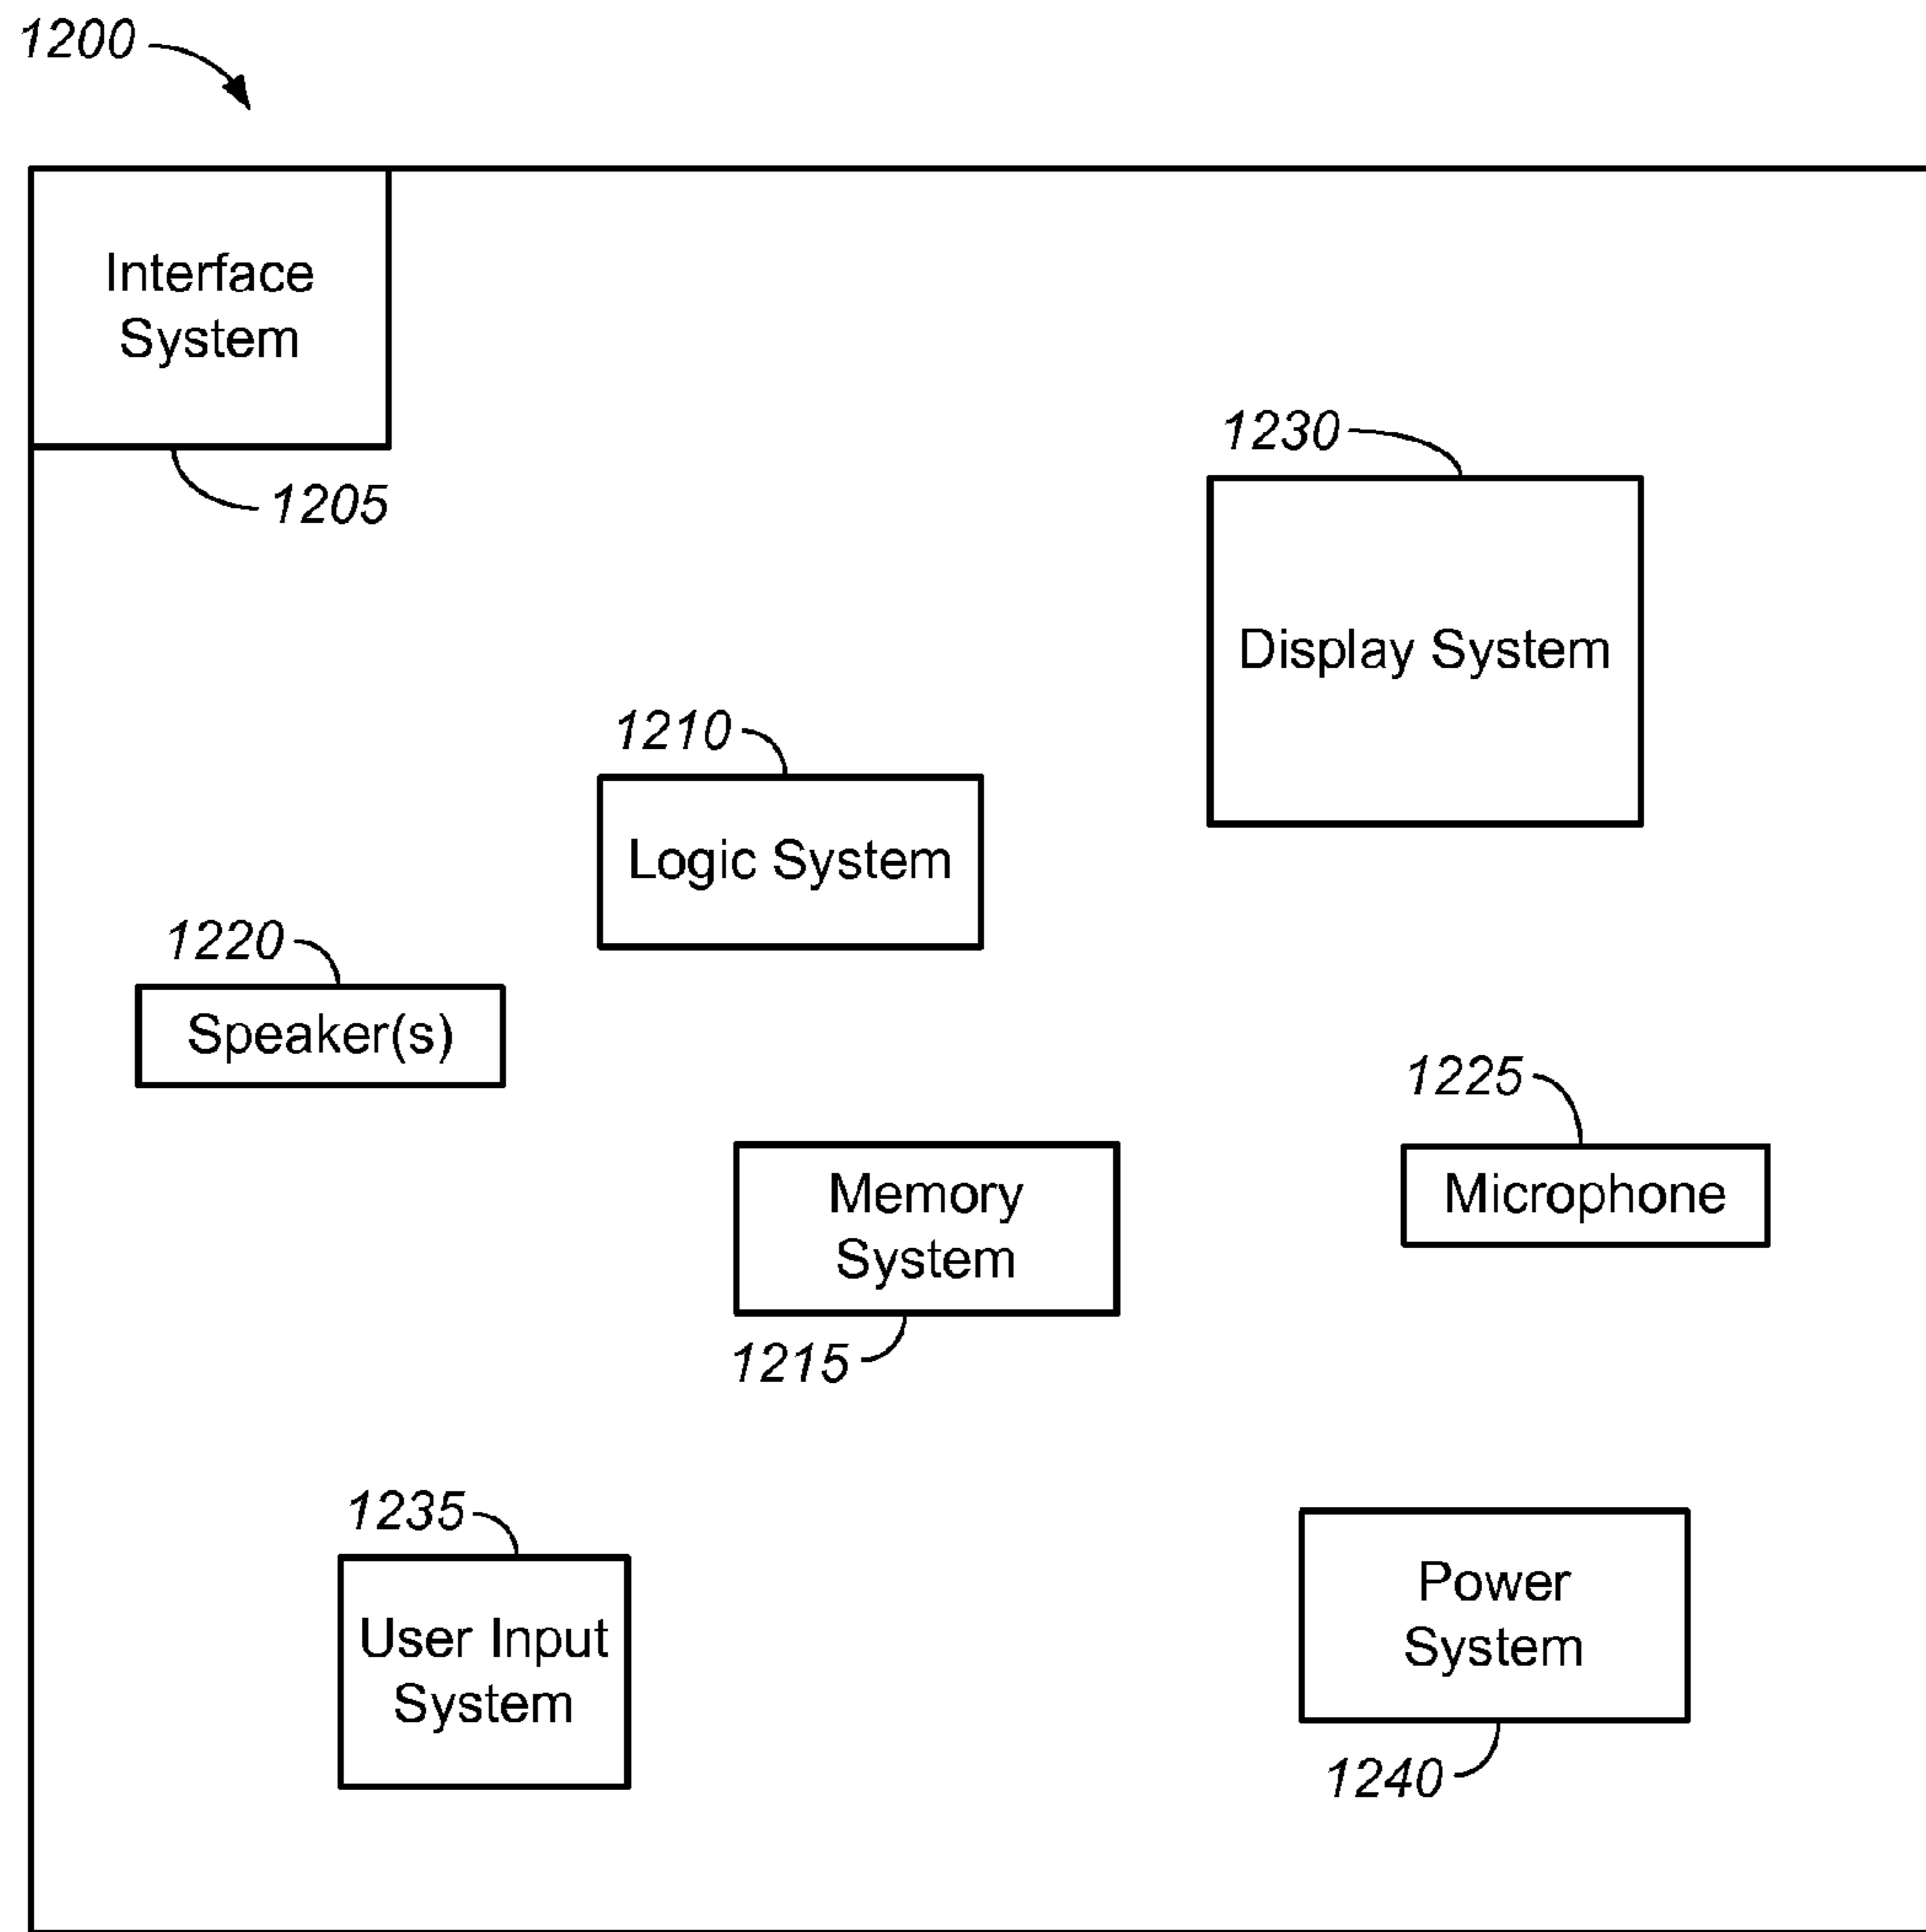 1200
Interface
System
1205
1230
Display System
1210
Logic System
1220
Speaker(s)
1225
Microphone
Memory
System
1215
1235
User Input
System
Power
System
1240